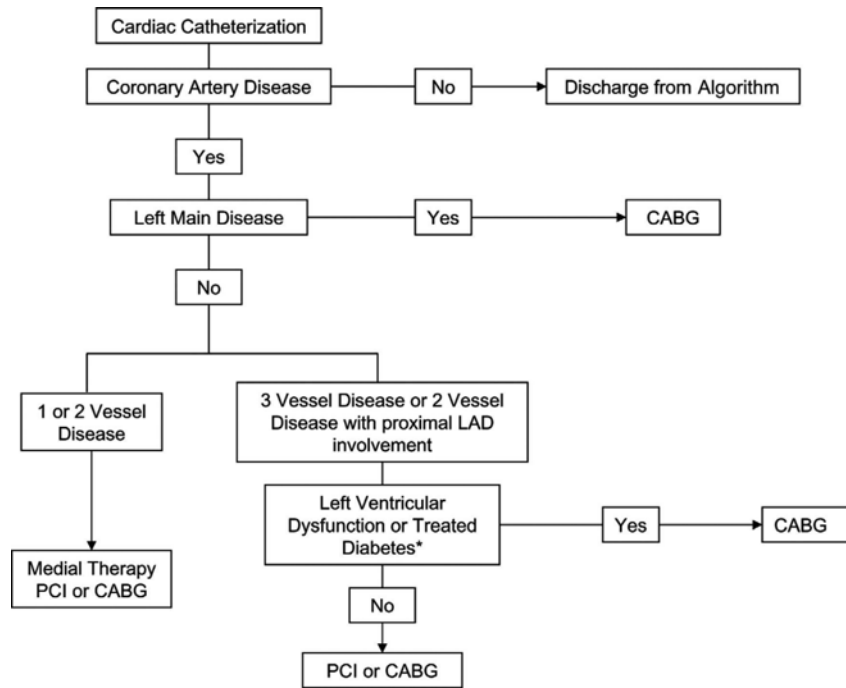 Cardiac Catheterization
Coronary Artery Disease
No
Discharge from Algorithm
Yes
Left Main Disease
Yes
CABG
No
1 or 2 Vessel
Disease
3 Vessel Disease or 2 Vessel
Disease with proximal LAD
involvement
Left Ventricular
Dysfunction or Treated
Diabetes*
Yes
CABG
Medial Therapy
PCI or CABG
No
PCI or CABG